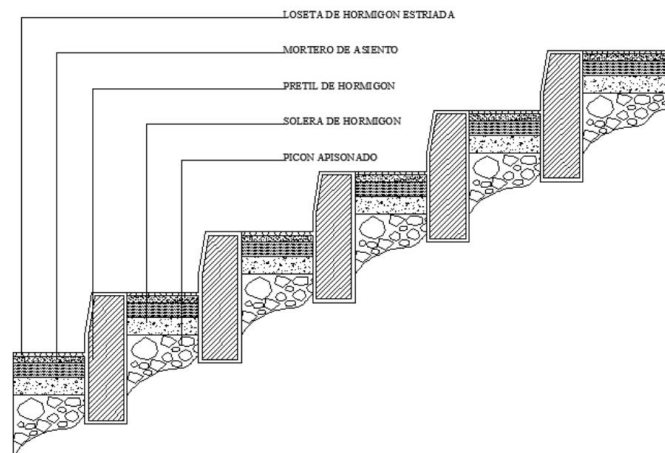 LOSETA DE HORMIGON ESTRIADA
MORTERO DE ASIENTO
PRETIL DE HORMIGON
SOLERA DE HORMIGON
PICON APISONADO